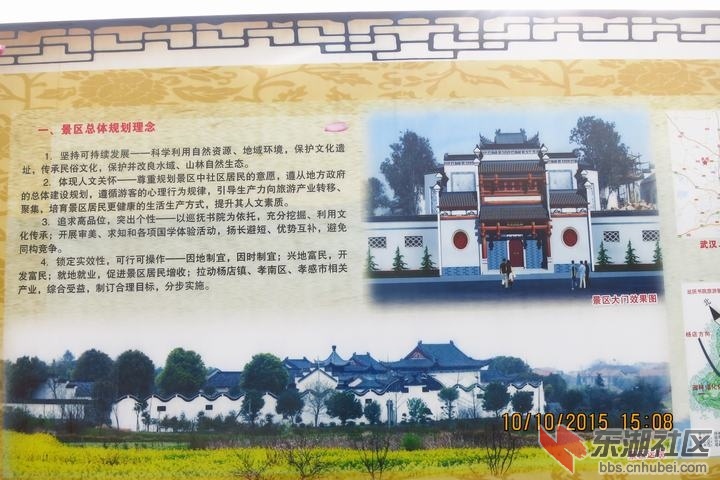 一、景区总体规划理念
1、坚持可持续发展——科学利用自然资源、地域环境，保护文化遗
址，传承民俗文化，保护并改良水域、山林自然生态。
2、体现人文关怀——尊重规划景区中社区居民的意愿，遵从地方政府
的总体建设规划，遵循游客的心理行为规律，引导生产力向旅游产业转移、
聚集，培育景区居民更健康的生活生产方式，提升其人文素质。
3、追求高品位，突出个性——以巡抚书院为依托，充分挖掘、利用文
化传承；开展审美、求知和各项国学体验活动，扬长避短、优势互补，避免
同构竞争。
4、锁定实效性，可行可操作——因地制宜，因时制宜；兴地富民，开
发富民；就地就业，促进景区居民增收；拉动杨店镇、孝南区、孝感市相关
产业，综合受益，制订合理目标，分步实施。
景区大门效果图
武汉
北
杨店方向
10/10/2015 15:08
东湖社区
bbs.cnhubei.com